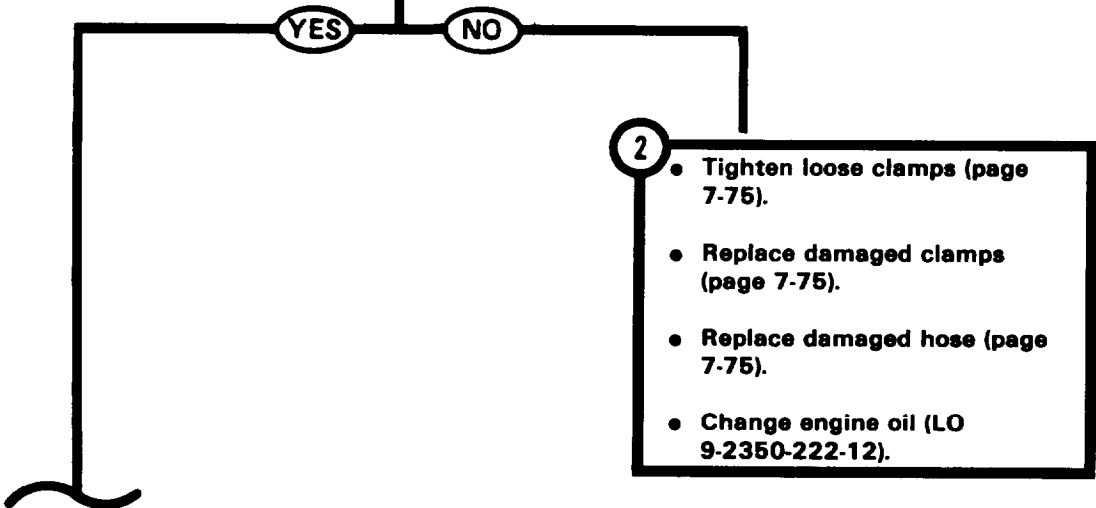 YES
NO
2
• Tighten loose clamps (page
7-75).
• Replace damaged clamps
(page 7-75).
• Replace damaged hose (page
7-75).
• Change engine oil (LO
9-2350-222-12).